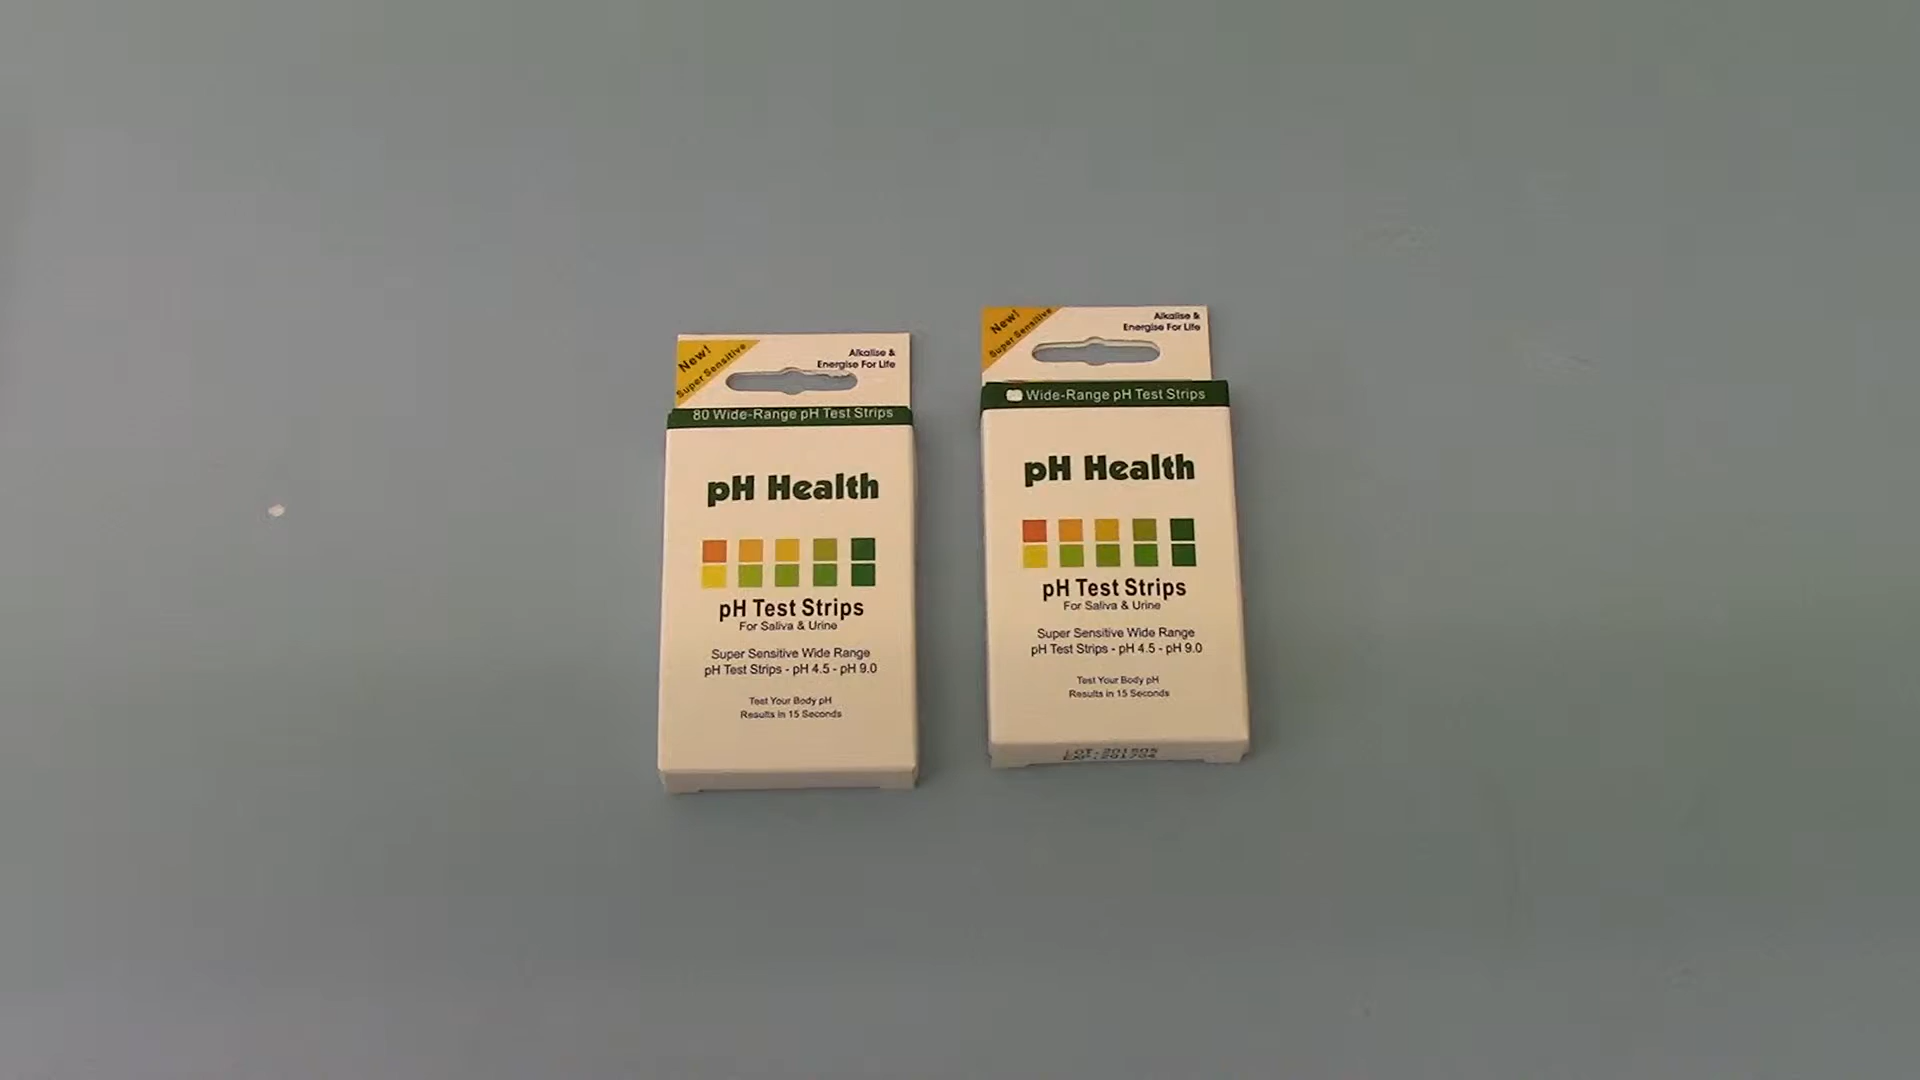 New!
Super Sensitive
Alkalise &
Energise For Life
80 Wide-Range pH Test Strips
pH Health
pH Test Strips
For Saliva & Urine
Super Sensitive Wide Range
pH Test Strips - pH 4.5 - pH 9.0
Test Your Body pH
Results in 15 Seconds
New!
Super Sensitive
Alkalise &
Energise For Life
Wide-Range pH Test Strips
pH Health
pH Test Strips
For Saliva & Urine
Super Sensitive Wide Range
pH Test Strips - pH 4.5 - pH 9.0
Test Your Body pH
Results in 15 Seconds
LOT.201505
EXP:201704